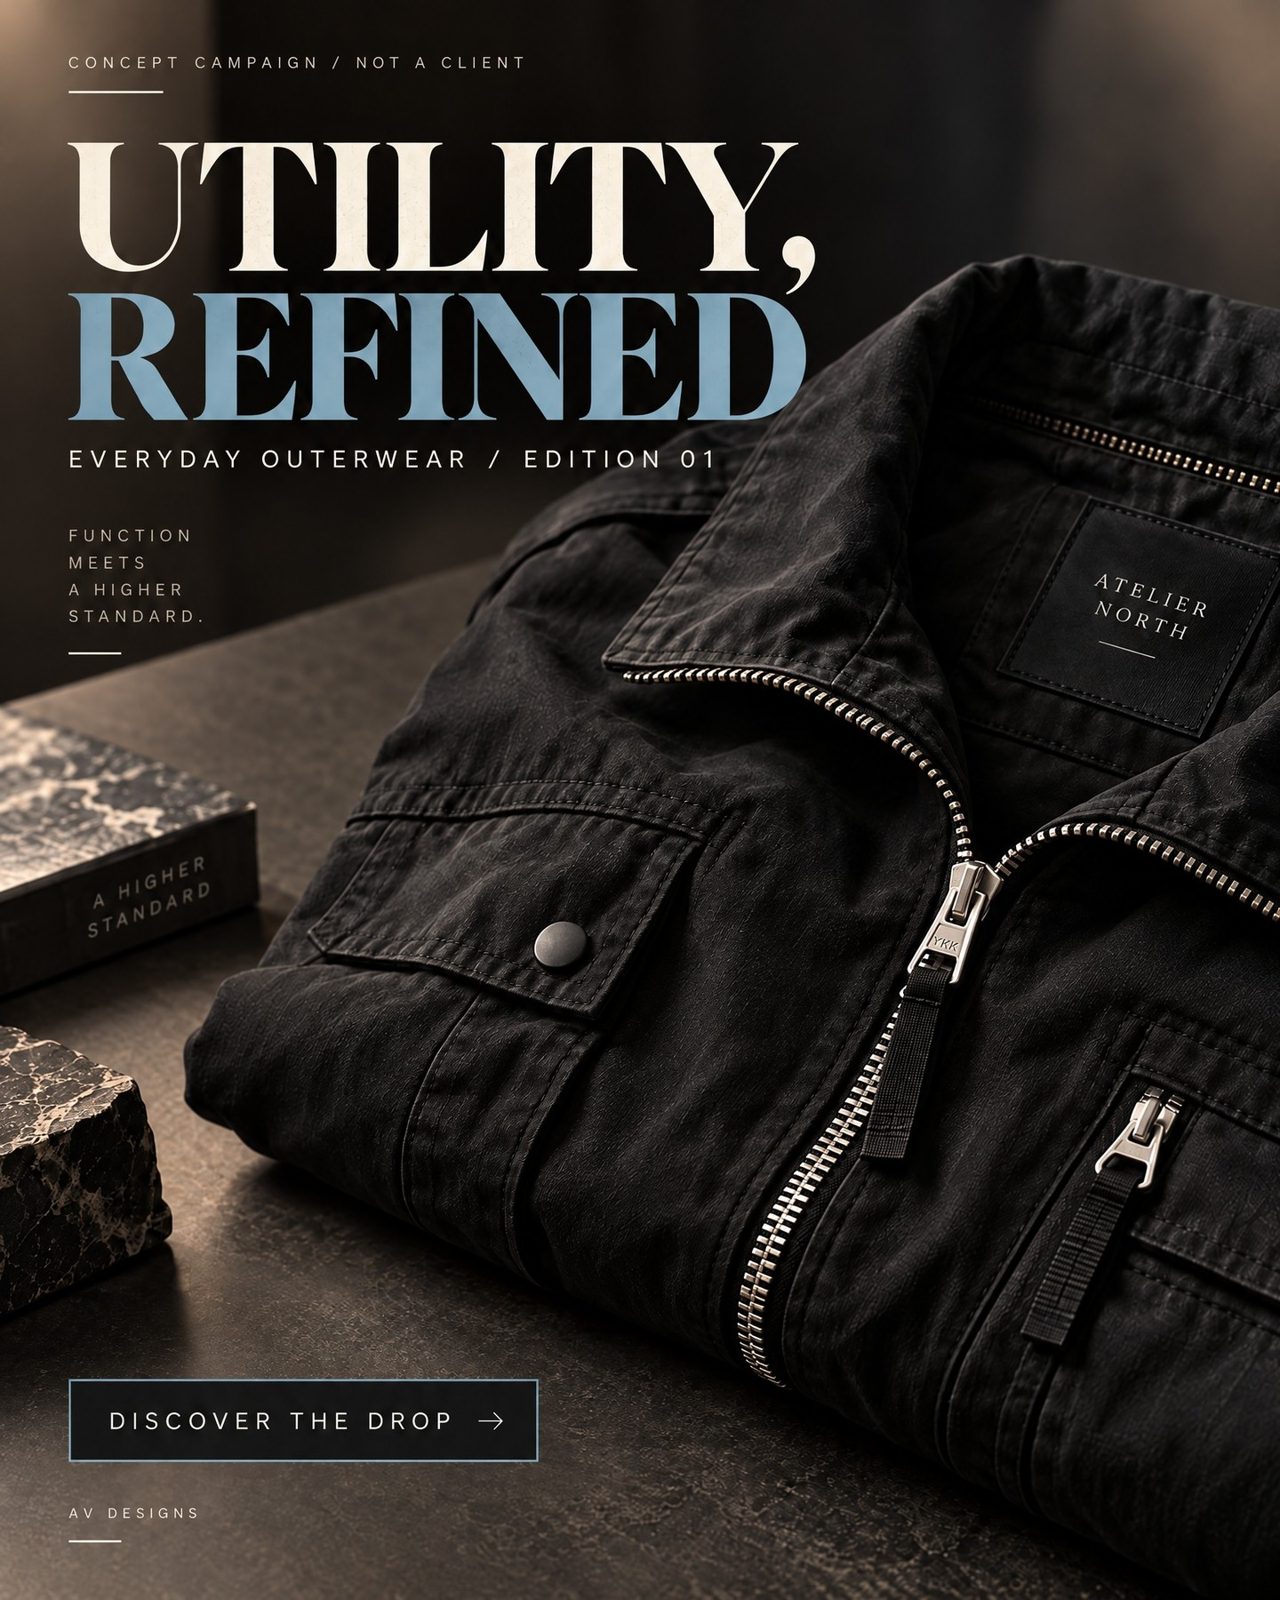 CONCEPT CAMPAIGN / NOT A CLIENT
UTILITY,
REFINED
EVERYDAY OUTERWEAR / EDITION 01
FUNCTION
MEETS
A HIGHER
STANDARD.
ATELIER
NORTH
A HIGHER
STANDARD
YKK
DISCOVER THE DROP →
AV DESIGNS